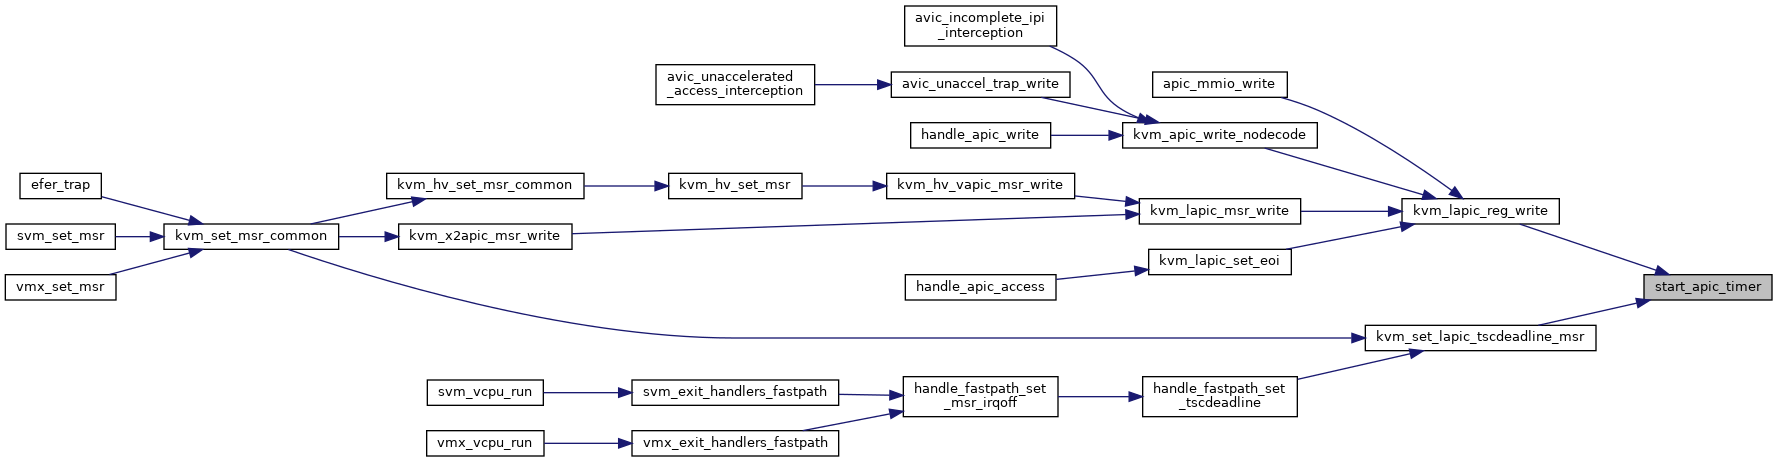 avic_incomplete_ipi
_interception
avic_unaccelerated
_access_interception
avic_unaccel_trap_write
apic_mmio_write
handle_apic_write
kvm_apic_write_nodecode
efer_trap
kvm_hv_set_msr_common
kvm_hv_set_msr
kvm_hv_vapic_msr_write
kvm_lapic_msr_write
kvm_lapic_reg_write
svm_set_msr
kvm_set_msr_common
kvm_x2apic_msr_write
kvm_lapic_set_eoi
vmx_set_msr
handle_apic_access
start_apic_timer
kvm_set_lapic_tscdeadline_msr
svm_vcpu_run
svm_exit_handlers_fastpath
handle_fastpath_set
_msr_irqoff
handle_fastpath_set
_tscdeadline
vmx_vcpu_run
vmx_exit_handlers_fastpath